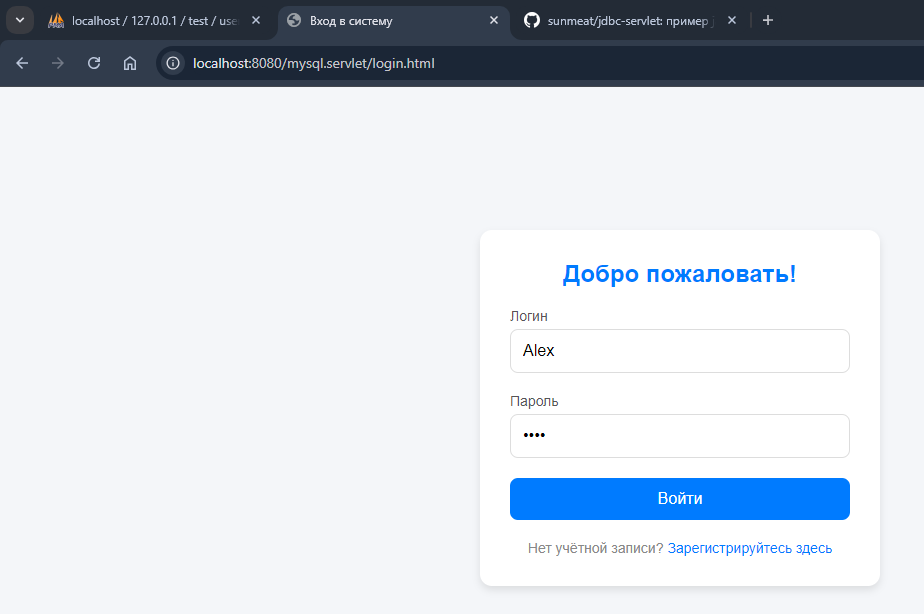 localhost / 127.0.0.1 / test / use
Вход в систему
sunmeat/jdbc-servlet: пример j
localhost:8080/mysql.servlet/login.html
Добро пожаловать!
Логин
Alex
Пароль
••••
Войти
Нет учётной записи? Зарегистрируйтесь здесь